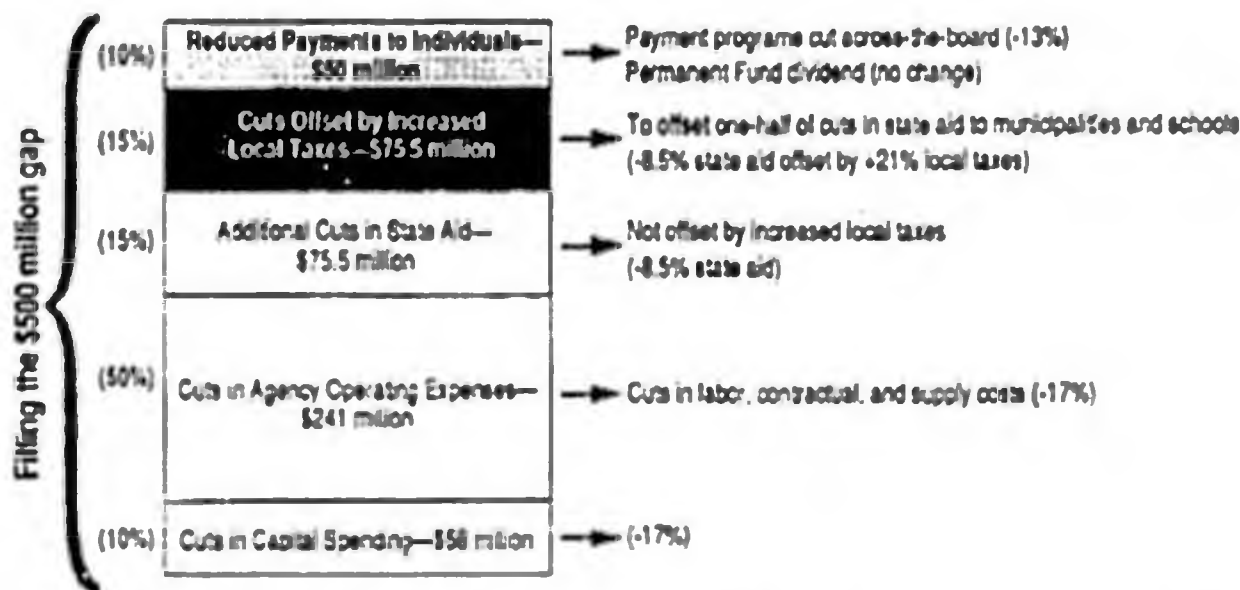 Filling the $500 million gap
(10%)
Reduced Payments to Individuals—
$50 million
Payment programs cut across-the-board (-13%)
Permanent Fund dividend (no change)
(15%)
Cuts Offset by Increased
Local Taxes—$75.5 million
To offset one-half of cuts in state aid to municipalities and schools
(-8.5% state aid offset by +21% local taxes)
(15%)
Additional Cuts in State Aid—
$75.5 million
Not offset by increased local taxes
(-8.5% state aid)
(50%)
Cuts in Agency Operating Expenses—
$241 million
Cuts in labor, contractual, and supply costs (-17%)
(10%)
Cuts in Capital Spending—$58 million
(-17%)